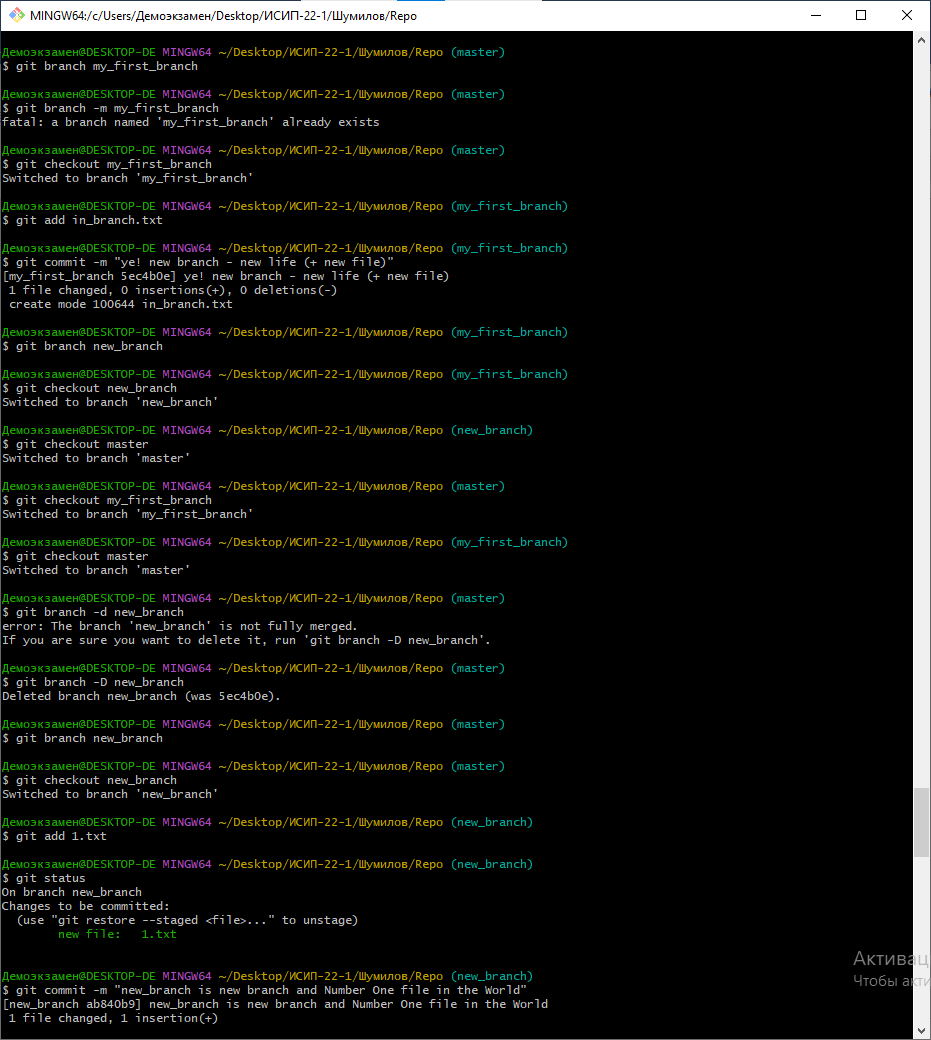 MINGW64:/c/Users/Демоэкзамен/Desktop/ИСИП-22-1/Шумилов/Repo
Демоэкзамен@DESKTOP-DE MINGW64 ~/Desktop/ИСИП-22-1/Шумилов/Repo (master)
$ git branch my_first_branch
Демоэкзамен@DESKTOP-DE MINGW64 ~/Desktop/ИСИП-22-1/Шумилов/Repo (master)
$ git branch -m my_first_branch
fatal: a branch named 'my_first_branch' already exists
Демоэкзамен@DESKTOP-DE MINGW64 ~/Desktop/ИСИП-22-1/Шумилов/Repo (master)
$ git checkout my_first_branch
Switched to branch 'my_first_branch'
Демоэкзамен@DESKTOP-DE MINGW64 ~/Desktop/ИСИП-22-1/Шумилов/Repo (my_first_branch)
$ git add in_branch.txt
Демоэкзамен@DESKTOP-DE MINGW64 ~/Desktop/ИСИП-22-1/Шумилов/Repo (my_first_branch)
$ git commit -m "ye! new branch - new life (+ new file)"
[my_first_branch 5ec4b0e] ye! new branch - new life (+ new file)
1 file changed, 0 insertions(+), 0 deletions(-)
create mode 100644 in_branch.txt
Демоэкзамен@DESKTOP-DE MINGW64 ~/Desktop/ИСИП-22-1/Шумилов/Repo (my_first_branch)
$ git branch new_branch
Демоэкзамен@DESKTOP-DE MINGW64 ~/Desktop/ИСИП-22-1/Шумилов/Repo (my_first_branch)
$ git checkout new_branch
Switched to branch 'new_branch'
Демоэкзамен@DESKTOP-DE MINGW64 ~/Desktop/ИСИП-22-1/Шумилов/Repo (new_branch)
$ git checkout master
Switched to branch 'master'
Демоэкзамен@DESKTOP-DE MINGW64 ~/Desktop/ИСИП-22-1/Шумилов/Repo (master)
$ git checkout my_first_branch
Switched to branch 'my_first_branch'
Демоэкзамен@DESKTOP-DE MINGW64 ~/Desktop/ИСИП-22-1/Шумилов/Repo (my_first_branch)
$ git checkout master
Switched to branch 'master'
Демоэкзамен@DESKTOP-DE MINGW64 ~/Desktop/ИСИП-22-1/Шумилов/Repo (master)
$ git branch -d new_branch
error: The branch 'new_branch' is not fully merged.
If you are sure you want to delete it, run 'git branch -D new_branch'.
Демоэкзамен@DESKTOP-DE MINGW64 ~/Desktop/ИСИП-22-1/Шумилов/Repo (master)
$ git branch -D new_branch
Deleted branch new_branch (was 5ec4b0e).
Демоэкзамен@DESKTOP-DE MINGW64 ~/Desktop/ИСИП-22-1/Шумилов/Repo (master)
$ git branch new_branch
Демоэкзамен@DESKTOP-DE MINGW64 ~/Desktop/ИСИП-22-1/Шумилов/Repo (master)
$ git checkout new_branch
Switched to branch 'new_branch'
Демоэкзамен@DESKTOP-DE MINGW64 ~/Desktop/ИСИП-22-1/Шумилов/Repo (new_branch)
$ git add 1.txt
Демоэкзамен@DESKTOP-DE MINGW64 ~/Desktop/ИСИП-22-1/Шумилов/Repo (new_branch)
$ git status
On branch new_branch
Changes to be committed:
(use "git restore --staged <file>..." to unstage)
new file:   1.txt
Демоэкзамен@DESKTOP-DE MINGW64 ~/Desktop/ИСИП-22-1/Шумилов/Repo (new_branch)
$ git commit -m "new_branch is new branch and Number One file in the World"
[new_branch ab840b9] new_branch is new branch and Number One file in the World
1 file changed, 1 insertion(+)
Активац
Чтобы акти